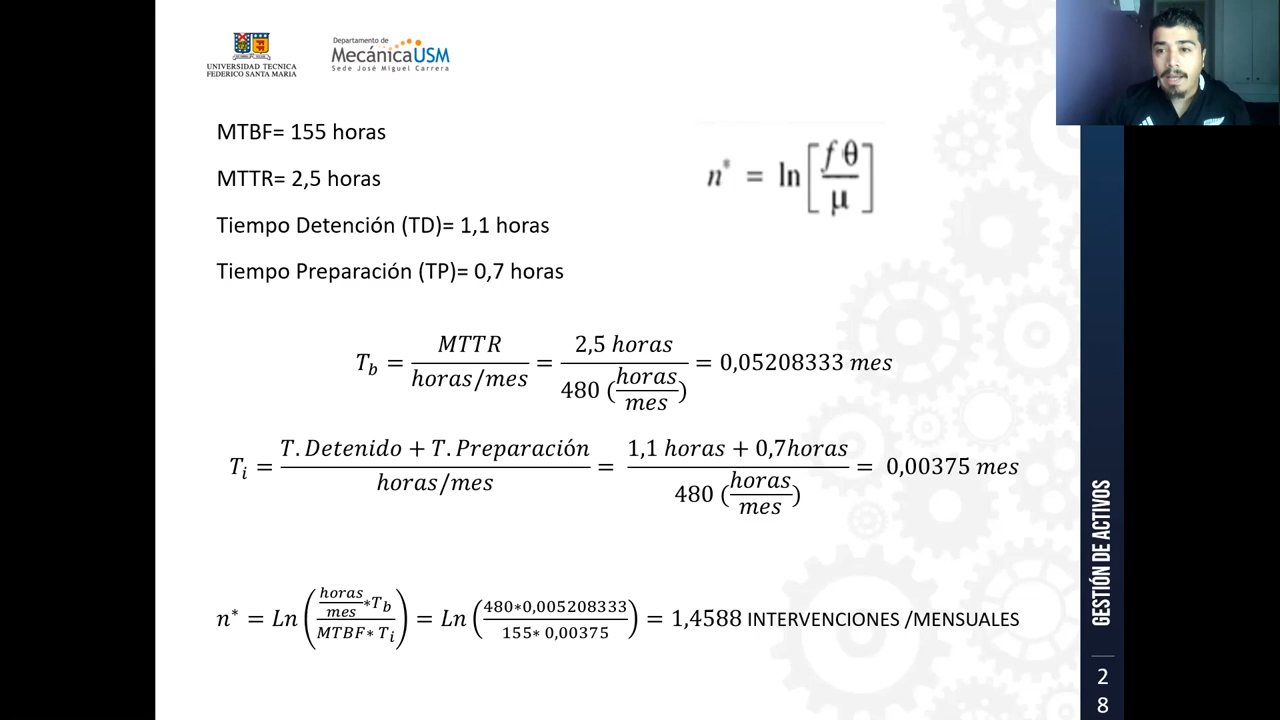 UNIVERSIDAD TECNICA
FEDERICO SANTA MARIA
Departamento de
MecánicaUSM
Sede José Miguel Carrera
MTBF= 155 horas
MTTR= 2,5 horas
Tiempo Detención (TD)= 1,1 horas
Tiempo Preparación (TP)= 0,7 horas
n* = ln[fθ/μ]
T_b = MTTR/(horas/mes) = 2,5 horas/(480 (horas/mes)) = 0,05208333 mes
T_i = (T. Detenido + T. Preparación)/(horas/mes) = (1,1 horas + 0,7horas)/(480 (horas/mes)) = 0,00375 mes
n* = Ln((horas/mes*T_b)/(MTBF* T_i)) = Ln((480*0,005208333)/(155* 0,00375)) = 1,4588 INTERVENCIONES /MENSUALES
GESTIÓN DE ACTIVOS
2
8